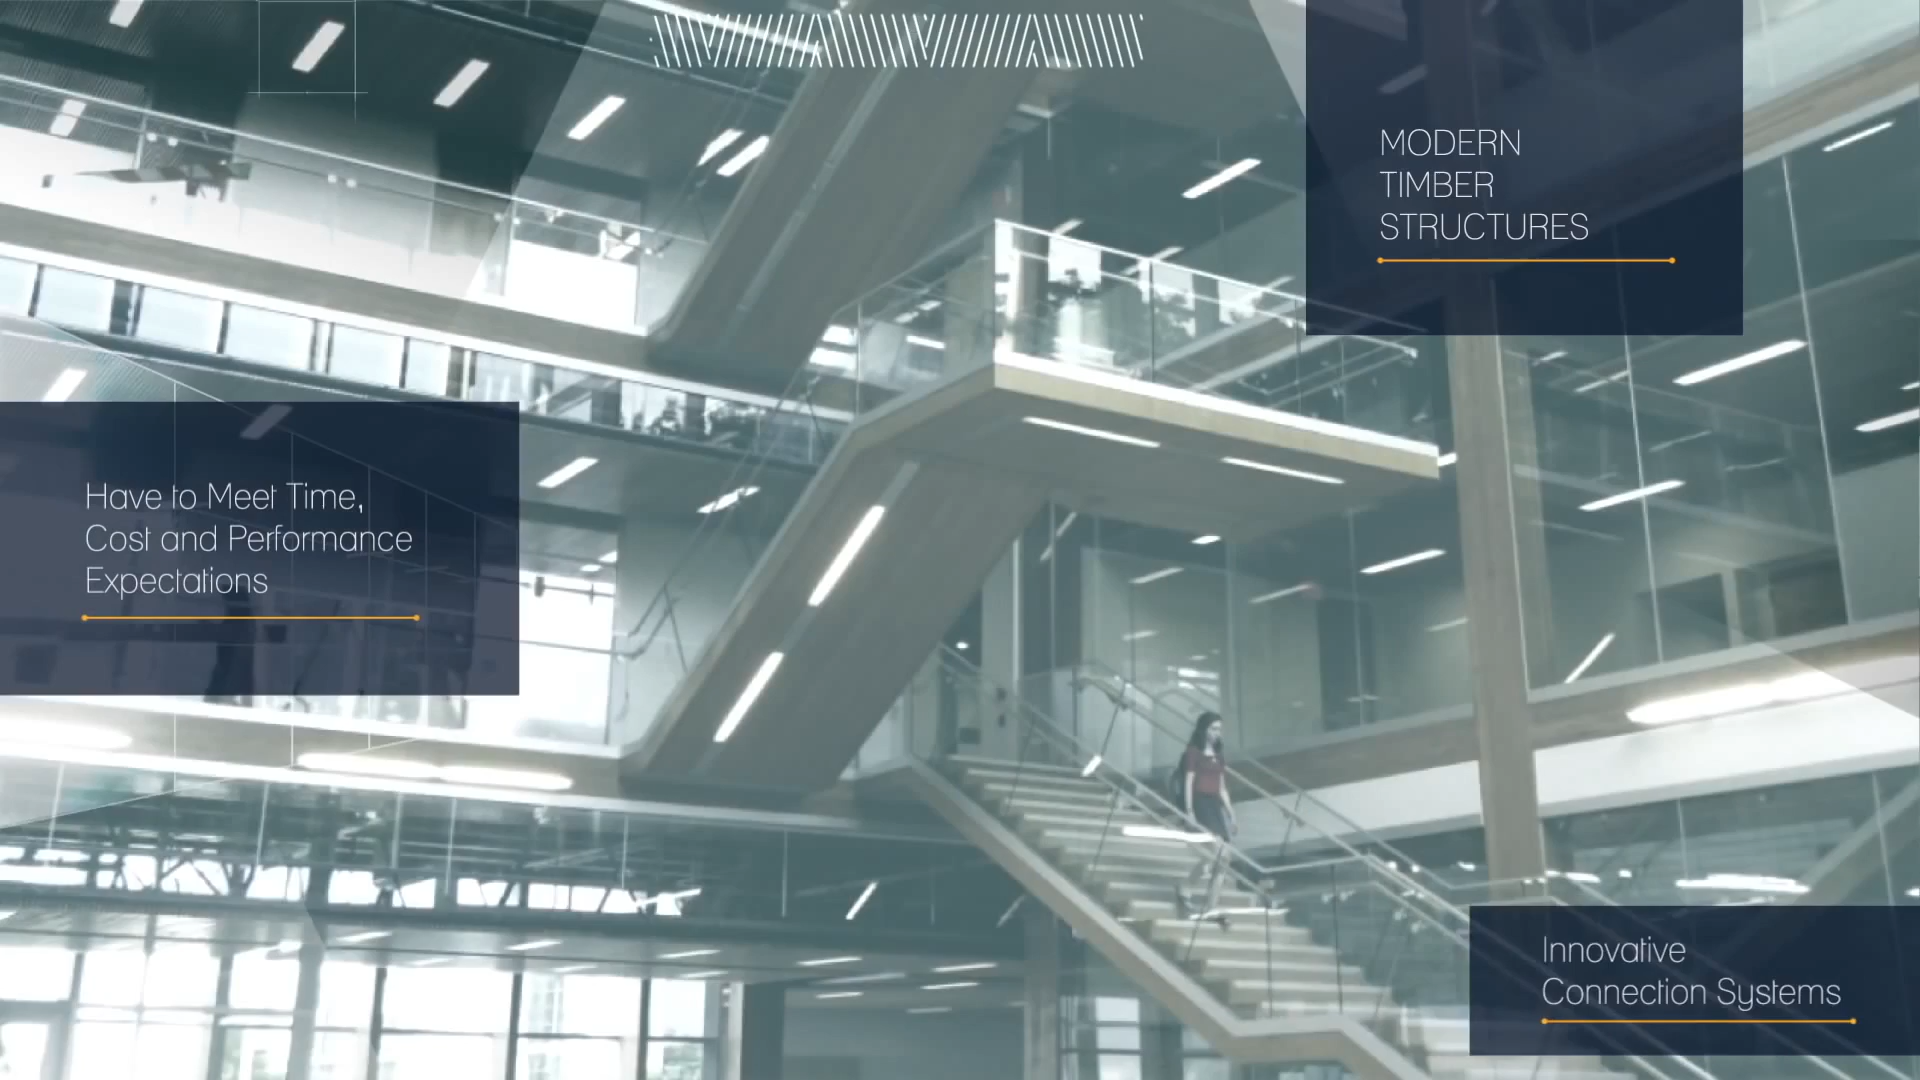 MODERN
TIMBER
STRUCTURES
Have to Meet Time,
Cost and Performance
Expectations
Innovative
Connection Systems